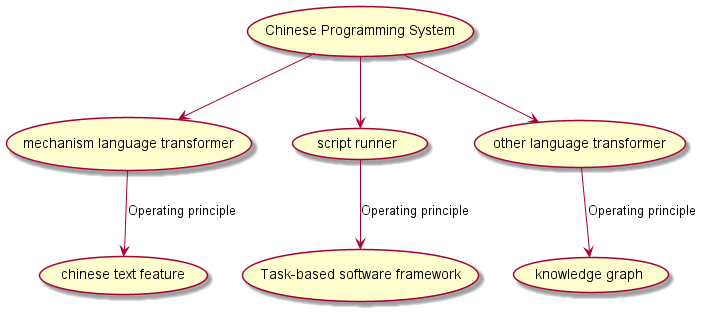 Chinese Programming System
mechanism language transformer
script runner
other language transformer
Operating principle
Operating principle
Operating principle
chinese text feature
Task-based software framework
knowledge graph